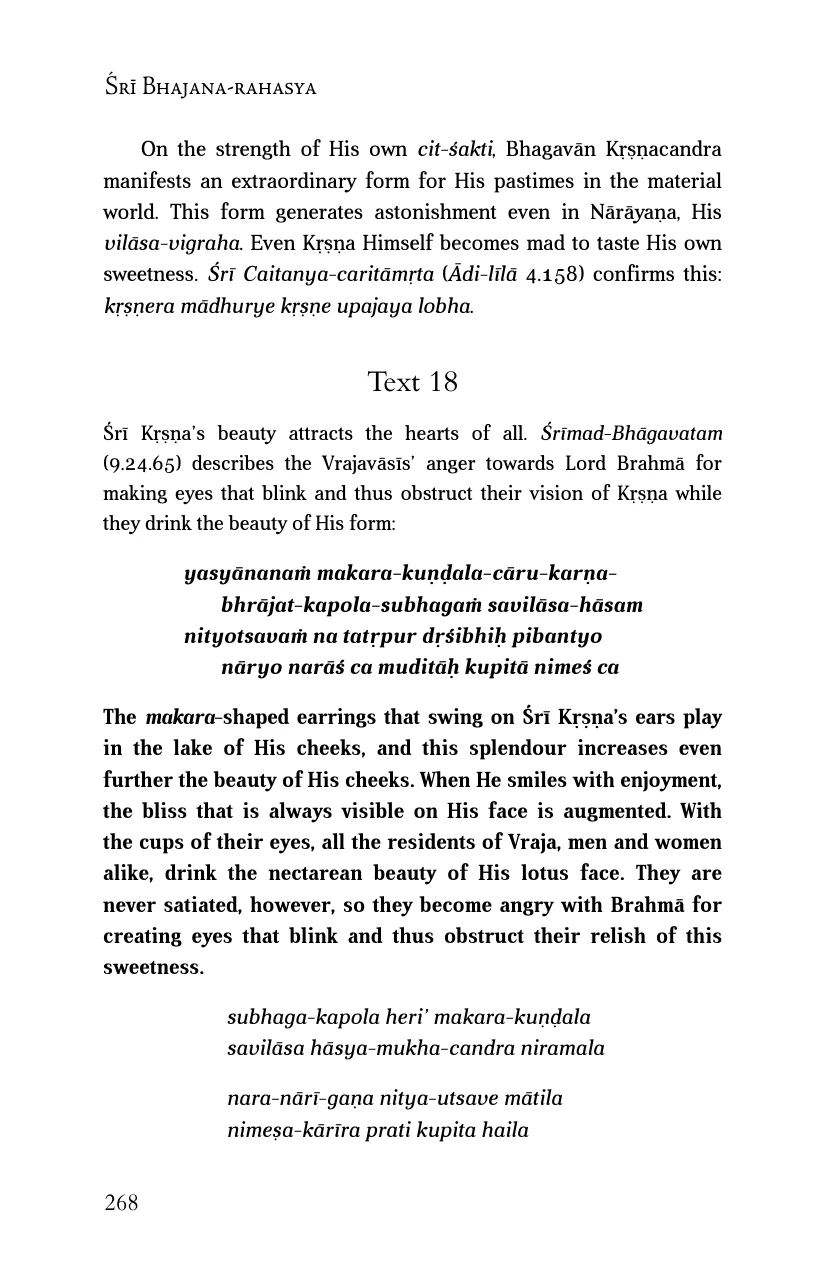 Śrī Bhajana-rahasya
On the strength of His own cit-śakti, Bhagavān Kṛṣṇacandra
manifests an extraordinary form for His pastimes in the material
world. This form generates astonishment even in Nārāyaṇa, His
vilāsa-vigraha. Even Kṛṣṇa Himself becomes mad to taste His own
sweetness. Śrī Caitanya-caritāmṛta (Ādi-līlā 4.158) confirms this:
kṛṣṇera mādhurye kṛṣṇe upajaya lobha.
Text 18
Śrī Kṛṣṇa’s beauty attracts the hearts of all. Śrīmad-Bhāgavatam
(9.24.65) describes the Vrajavāsīs’ anger towards Lord Brahmā for
making eyes that blink and thus obstruct their vision of Kṛṣṇa while
they drink the beauty of His form:
yasyānanaṁ makara-kuṇḍala-cāru-karṇa-
bhrājat-kapola-subhagaṁ savilāsa-hāsam
nityotsavaṁ na tatṛpur dṛśibhiḥ pibantyo
nāryo narāś ca muditāḥ kupitā nimeś ca
The makara-shaped earrings that swing on Śrī Kṛṣṇa’s ears play
in the lake of His cheeks, and this splendour increases even
further the beauty of His cheeks. When He smiles with enjoyment,
the bliss that is always visible on His face is augmented. With
the cups of their eyes, all the residents of Vraja, men and women
alike, drink the nectarean beauty of His lotus face. They are
never satiated, however, so they become angry with Brahmā for
creating eyes that blink and thus obstruct their relish of this
sweetness.
subhaga-kapola heri’ makara-kuṇḍala
savilāsa hāsya-mukha-candra niramala
nara-nārī-gaṇa nitya-utsave mātila
nimeṣa-kārīra prati kupita haila
268